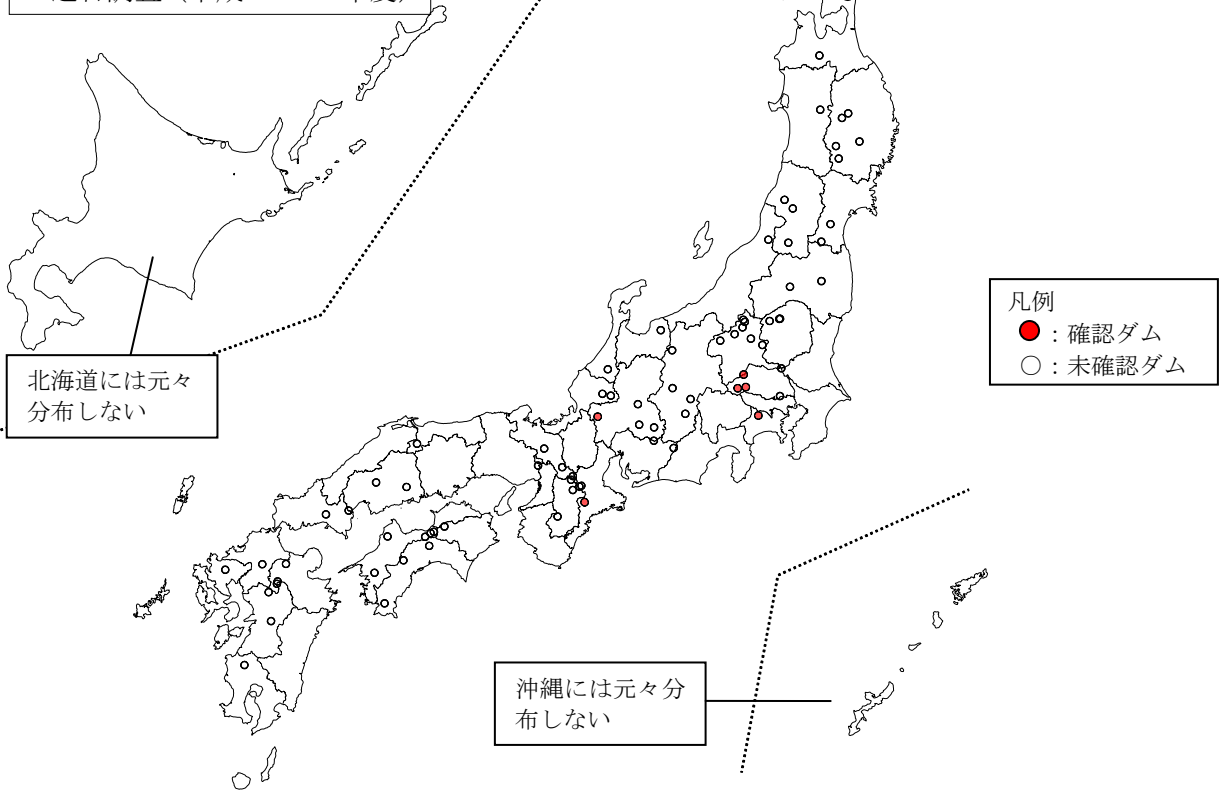 北海道には元々
分布しない
凡例
●：確認ダム
○：未確認ダム
沖縄には元々分
布しない